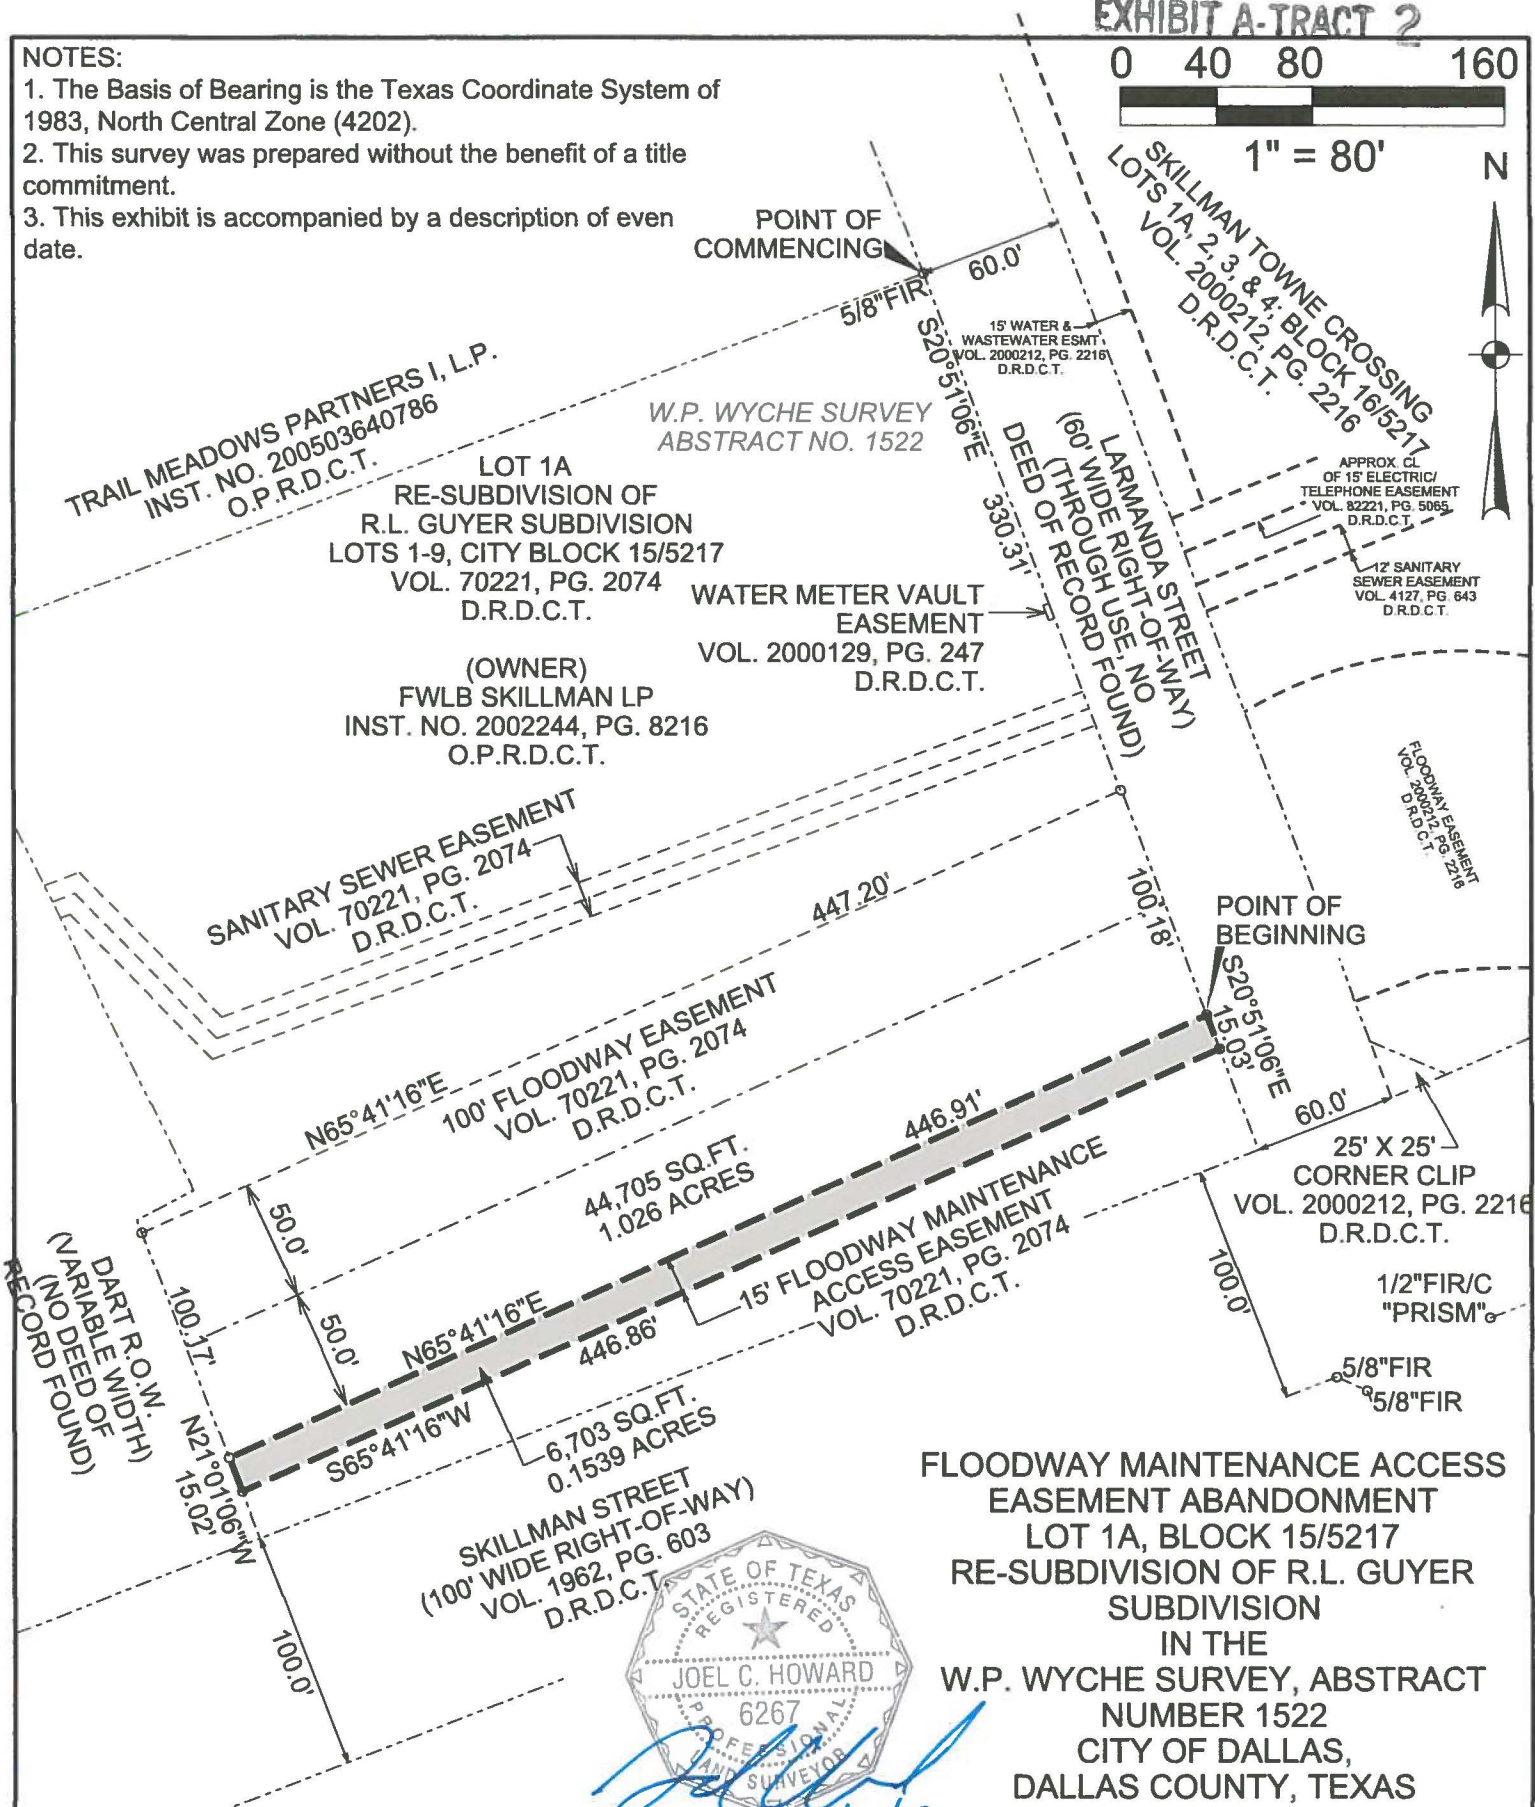 EXHIBIT A-TRACT 2
NOTES:
1. The Basis of Bearing is the Texas Coordinate System of
1983, North Central Zone (4202).
2. This survey was prepared without the benefit of a title
commitment.
3. This exhibit is accompanied by a description of even
date.
0 40 80 160
1" = 80'
N
POINT OF
COMMENCING
5/8"FIR
60.0'
SKILLMAN TOWNE CROSSING
LOTS 1A, 2, 3, & 4; BLOCK 16/5217
VOL. 2000212, PG. 2216
D.R.D.C.T.
15' WATER &
WASTEWATER ESMT
VOL. 2000212, PG. 2216
D.R.D.C.T.
S20°51'06"E
330.31'
TRAIL MEADOWS PARTNERS I, L.P.
INST. NO. 200503640786
O.P.R.D.C.T.
W.P. WYCHE SURVEY
ABSTRACT NO. 1522
LOT 1A
RE-SUBDIVISION OF
R.L. GUYER SUBDIVISION
LOTS 1-9, CITY BLOCK 15/5217
VOL. 70221, PG. 2074
D.R.D.C.T.
(OWNER)
FWLB SKILLMAN LP
INST. NO. 2002244, PG. 8216
O.P.R.D.C.T.
LARMANDA STREET
(60' WIDE RIGHT-OF-WAY)
(THROUGH USE, NO
DEED OF RECORD FOUND)
APPROX. CL
OF 15' ELECTRIC/
TELEPHONE EASEMENT
VOL. 82221, PG. 5065
D.R.D.C.T.
12' SANITARY
SEWER EASEMENT
VOL. 4127, PG. 643
D.R.D.C.T.
WATER METER VAULT
EASEMENT
VOL. 2000129, PG. 247
D.R.D.C.T.
FLOODWAY EASEMENT
VOL. 2000212, PG. 2216
D.R.D.C.T.
SANITARY SEWER EASEMENT
VOL. 70221, PG. 2074
D.R.D.C.T.
447.20'
N65°41'16"E
100.18'
POINT OF
BEGINNING
S20°51'06"E
15.03'
100' FLOODWAY EASEMENT
VOL. 70221, PG. 2074
D.R.D.C.T.
44,705 SQ.FT.
1.026 ACRES
446.91'
N65°41'16"E
60.0'
25' X 25'
CORNER CLIP
VOL. 2000212, PG. 2216
D.R.D.C.T.
50.0'
50.0'
100.17'
DART R.O.W.
(VARIABLE WIDTH)
(NO DEED OF
RECORD FOUND)
15' FLOODWAY MAINTENANCE
ACCESS EASEMENT
VOL. 70221, PG. 2074
D.R.D.C.T.
446.86'
S65°41'16"W
N21°01'06"W
15.02'
6,703 SQ.FT.
0.1539 ACRES
100.0'
1/2"FIR/C
"PRISM"
5/8"FIR
5/8"FIR
SKILLMAN STREET
(100' WIDE RIGHT-OF-WAY)
VOL. 1962, PG. 603
D.R.D.C.T.
100.0'
STATE OF TEXAS
REGISTERED
JOEL C. HOWARD
6267
PROFESSIONAL
LAND SURVEYOR
FLOODWAY MAINTENANCE ACCESS
EASEMENT ABANDONMENT
LOT 1A, BLOCK 15/5217
RE-SUBDIVISION OF R.L. GUYER
SUBDIVISION
IN THE
W.P. WYCHE SURVEY, ABSTRACT
NUMBER 1522
CITY OF DALLAS,
DALLAS COUNTY, TEXAS